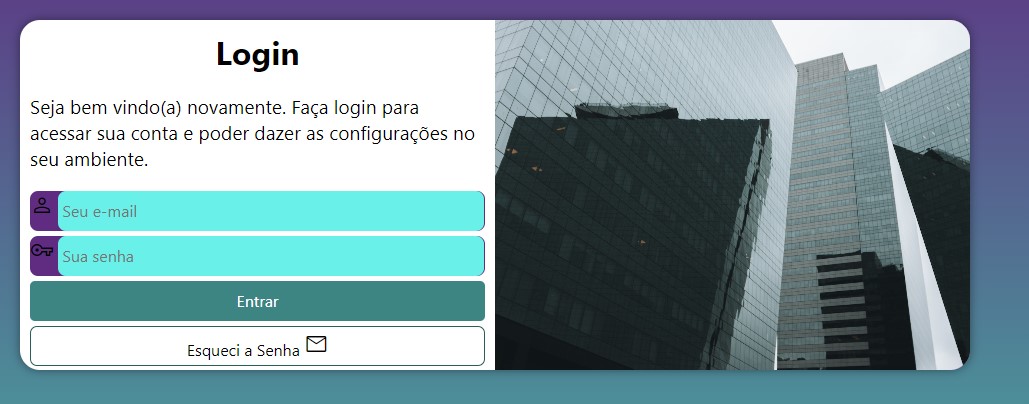 Login
Seja bem vindo(a) novamente. Faça login para
acessar sua conta e poder dazer as configurações no
seu ambiente.
Seu e-mail
Sua senha
Entrar
Esqueci a Senha